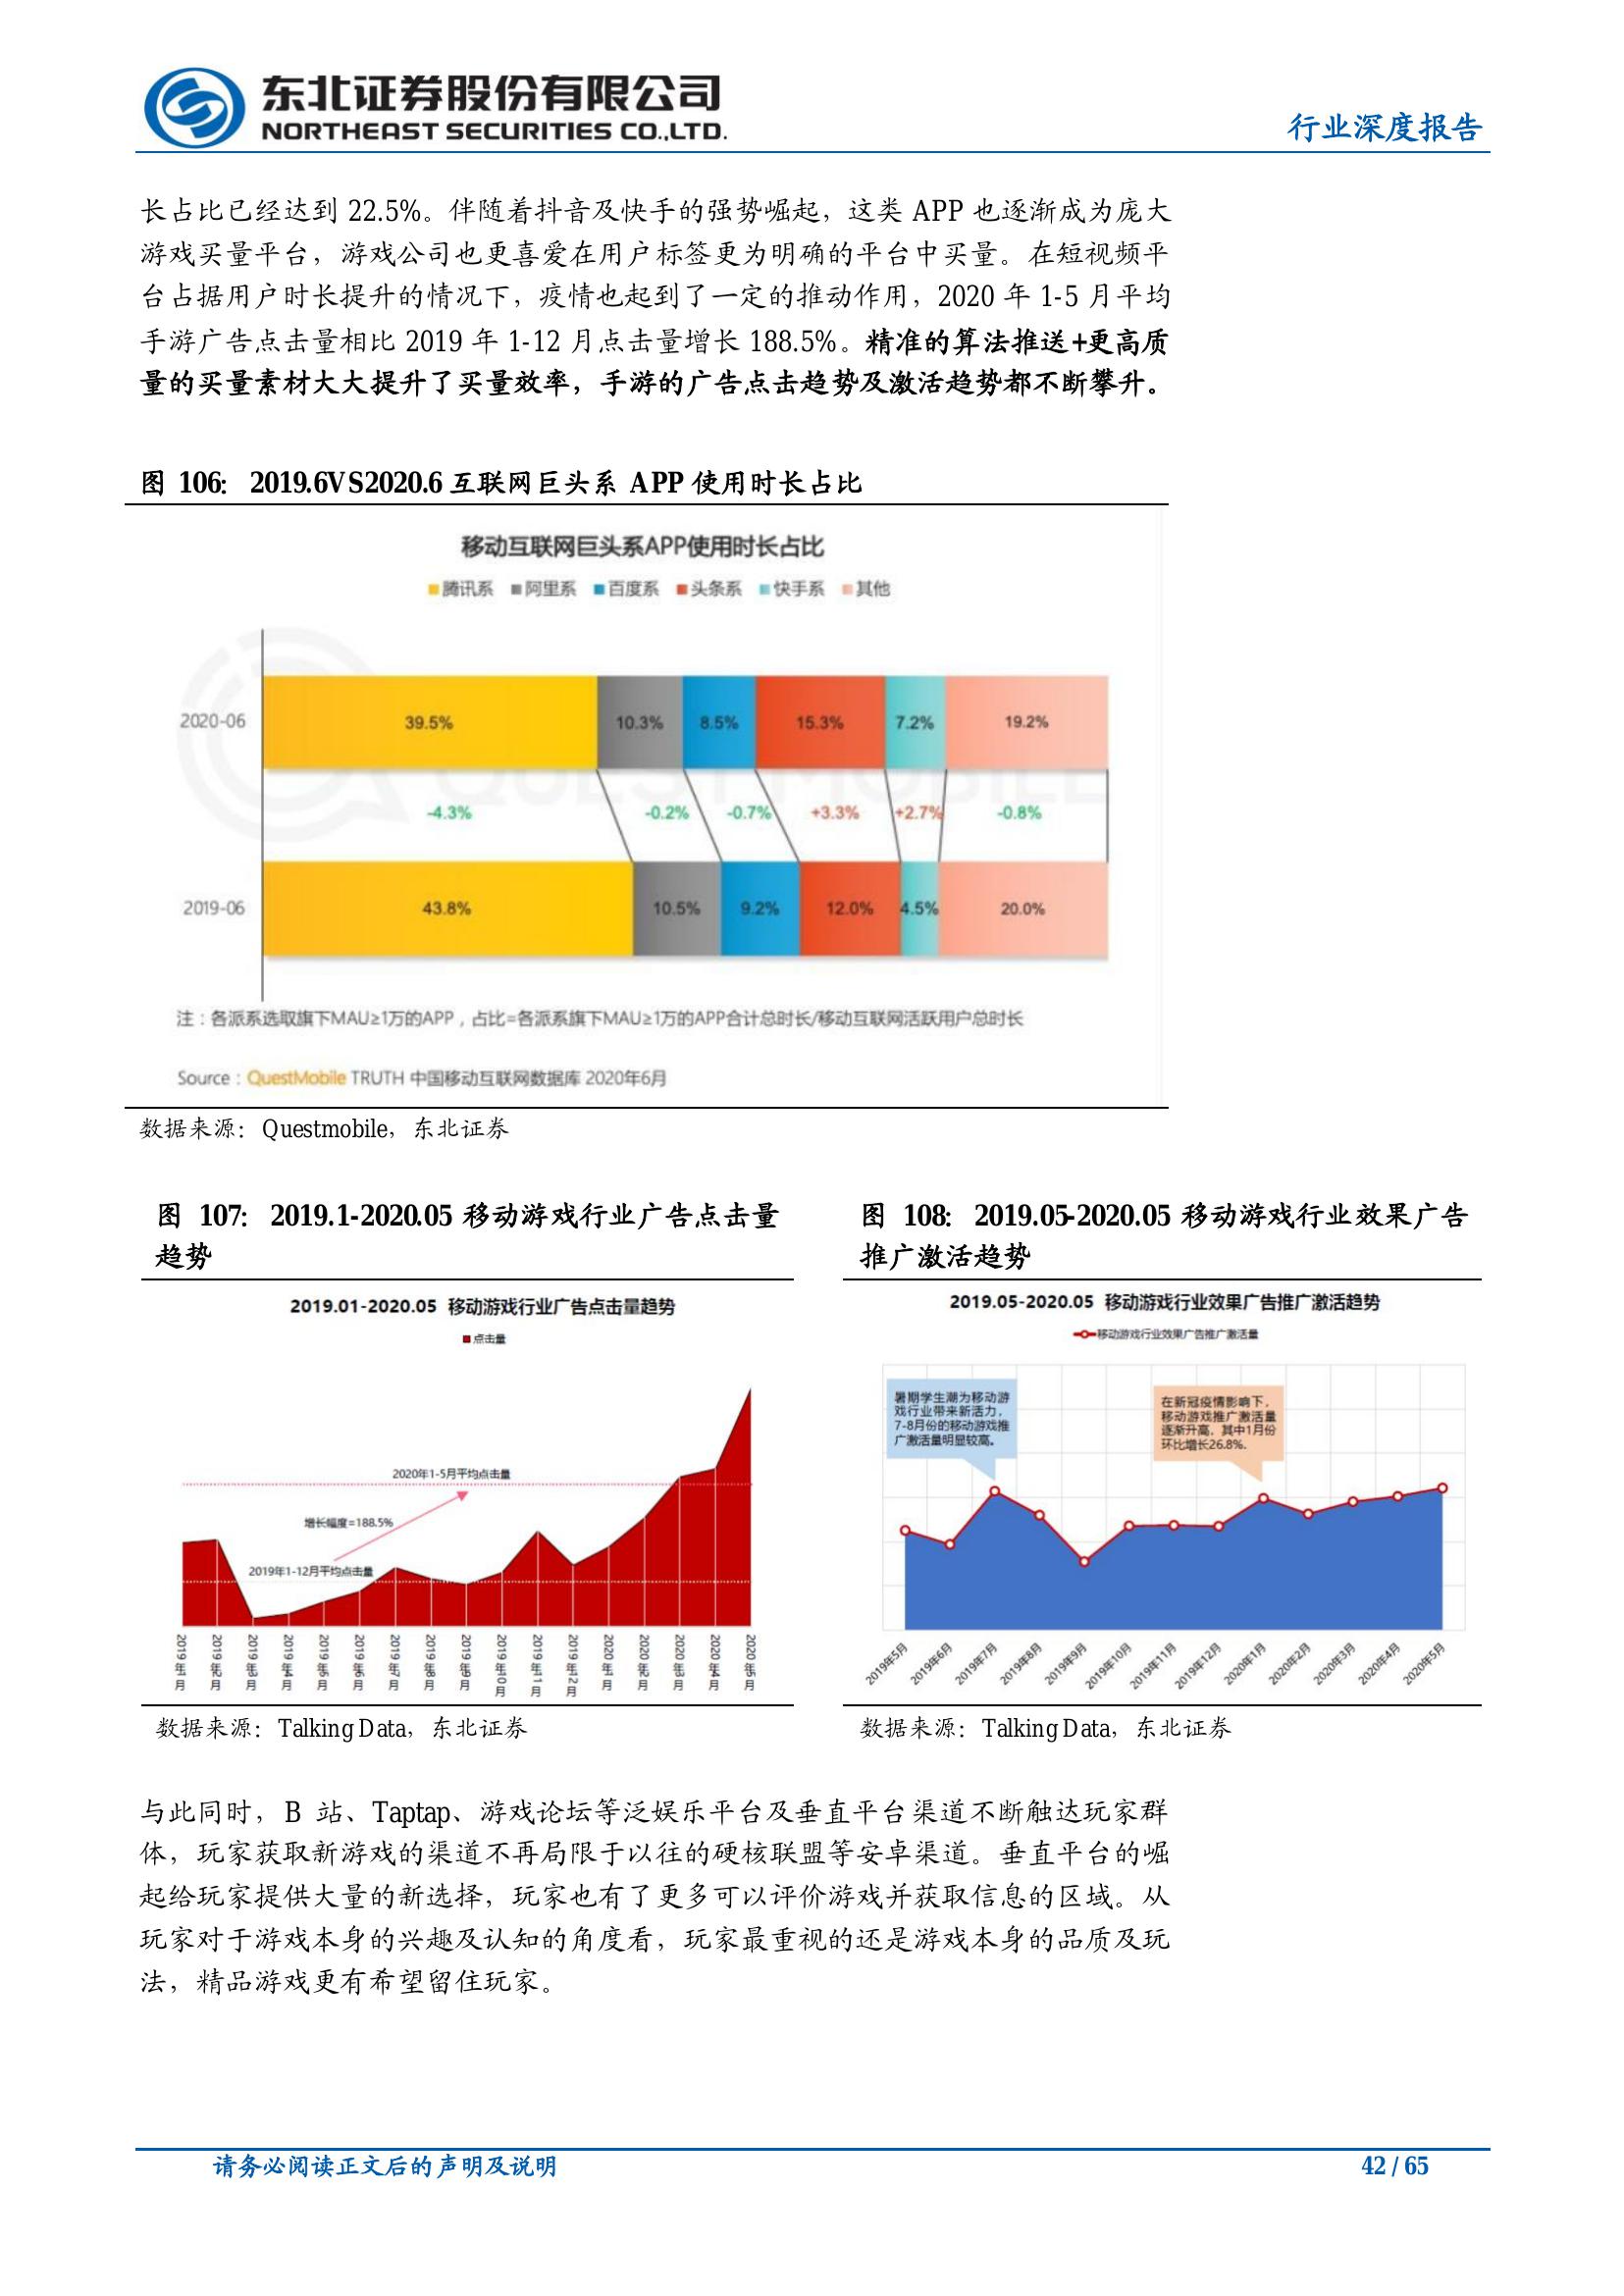 东北证券股份有限公司
NORTHEAST SECURITIES CO.,LTD.
行业深度报告
长占比已经达到 22.5%。伴随着抖音及快手的强势崛起，这类 APP 也逐渐成为庞大
游戏买量平台，游戏公司也更喜爱在用户标签更为明确的平台中买量。在短视频平
台占据用户时长提升的情况下，疫情也起到了一定的推动作用，2020 年 1-5 月平均
手游广告点击量相比 2019 年 1-12 月点击量增长 188.5%。精准的算法推送+更高质
量的买量素材大大提升了买量效率，手游的广告点击趋势及激活趋势都不断攀升。
图 106： 2019.6VS2020.6 互联网巨头系 APP 使用时长占比
移动互联网巨头系APP使用时长占比
腾讯系 阿里系 百度系 头条系 快手系 其他
2020-06 39.5% 10.3% 8.5% 15.3% 7.2% 19.2%
-4.3% -0.2% -0.7% +3.3% +2.7% -0.8%
2019-06 43.8% 10.5% 9.2% 12.0% 4.5% 20.0%
QUESTMOBILE
注：各派系选取旗下MAU≥1万的APP，占比=各派系旗下MAU≥1万的APP合计总时长/移动互联网活跃用户总时长
Source：QuestMobile TRUTH 中国移动互联网数据库 2020年6月
数据来源：Questmobile，东北证券
图 107： 2019.1-2020.05 移动游戏行业广告点击量
趋势
2019.01-2020.05 移动游戏行业广告点击量趋势
点击量
2020年1-5月平均点击量
增长幅度=188.5%
2019年1-12月平均点击量
2019年1月 2019年2月 2019年3月 2019年4月 2019年5月 2019年6月 2019年7月 2019年8月 2019年9月 2019年10月 2019年11月 2019年12月 2020年1月 2020年2月 2020年3月 2020年4月 2020年5月
数据来源：Talking Data，东北证券
图 108： 2019.05-2020.05 移动游戏行业效果广告
推广激活趋势
2019.05-2020.05 移动游戏行业效果广告推广激活趋势
移动游戏行业效果广告推广激活量
暑期学生潮为移动游
戏行业带来新活力，
7-8月份的移动游戏推
广激活量明显较高。
在新冠疫情影响下，
移动游戏推广激活量
逐渐升高，其中1月份
环比增长26.8%.
2019年5月 2019年6月 2019年7月 2019年8月 2019年9月 2019年10月 2019年11月 2019年12月 2020年1月 2020年2月 2020年3月 2020年4月 2020年5月
数据来源：Talking Data，东北证券
与此同时，B 站、Taptap、游戏论坛等泛娱乐平台及垂直平台渠道不断触达玩家群
体，玩家获取新游戏的渠道不再局限于以往的硬核联盟等安卓渠道。垂直平台的崛
起给玩家提供大量的新选择，玩家也有了更多可以评价游戏并获取信息的区域。从
玩家对于游戏本身的兴趣及认知的角度看，玩家最重视的还是游戏本身的品质及玩
法，精品游戏更有希望留住玩家。
请务必阅读正文后的声明及说明
42 / 65